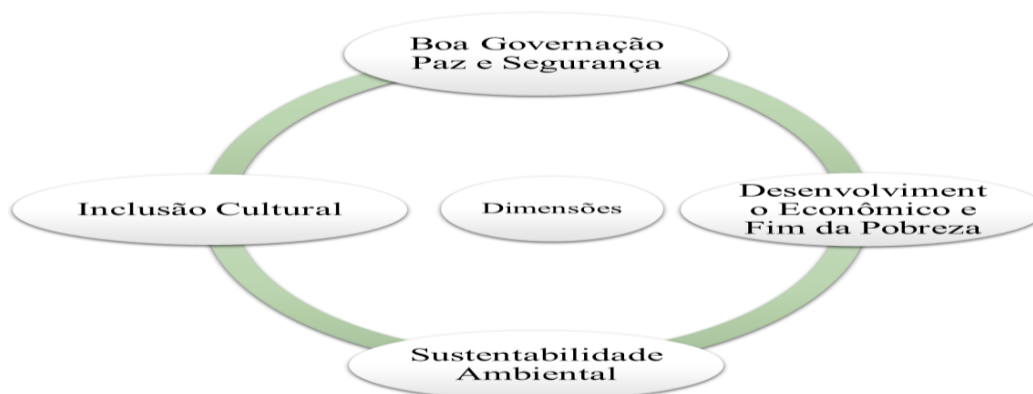 Boa Governação
Paz e Segurança
Inclusão Cultural
Dimensões
Desenvolviment
o Econômico e
Fim da Pobreza
Sustentabilidade
Ambiental